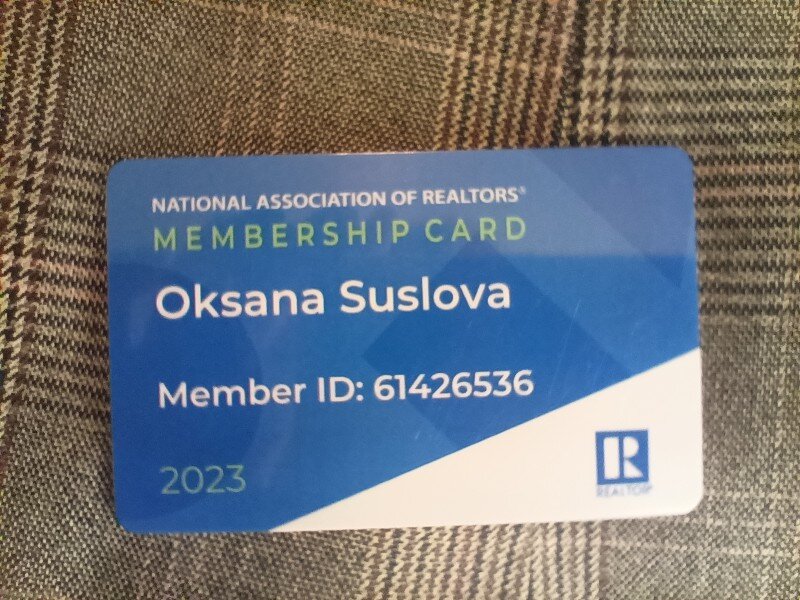 NATIONAL ASSOCIATION OF REALTORS®
MEMBERSHIP CARD
Oksana Suslova
Member ID: 61426536
2023
R
REALTOR®